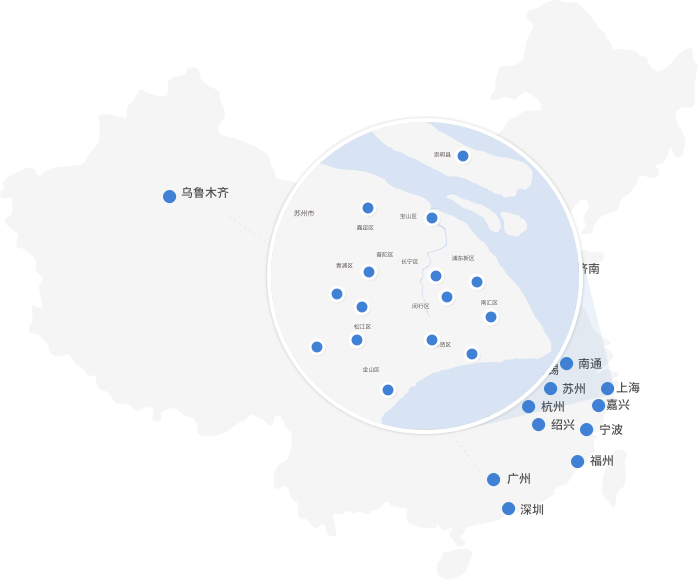 崇明县
乌鲁木齐
苏州市
宝山区
嘉定区
普陀区
长宁区
浦东新区
青浦区
济南
闵行区
南汇区
松江区
贤区
金山区
南通
锡
苏州
上海
杭州
嘉兴
绍兴
宁波
福州
广州
深圳